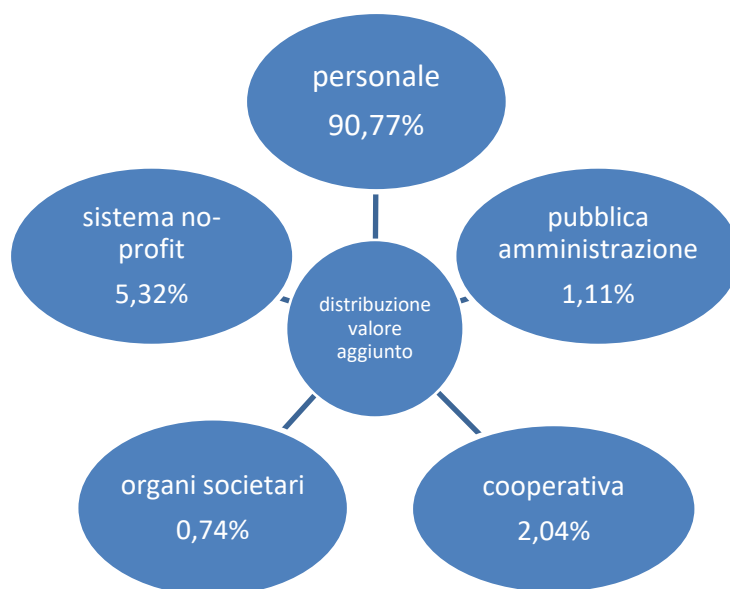 personale
90,77%
sistema no-
profit
5,32%
pubblica
amministrazione
1,11%
distribuzione
valore
aggiunto
organi societari
0,74%
cooperativa
2,04%